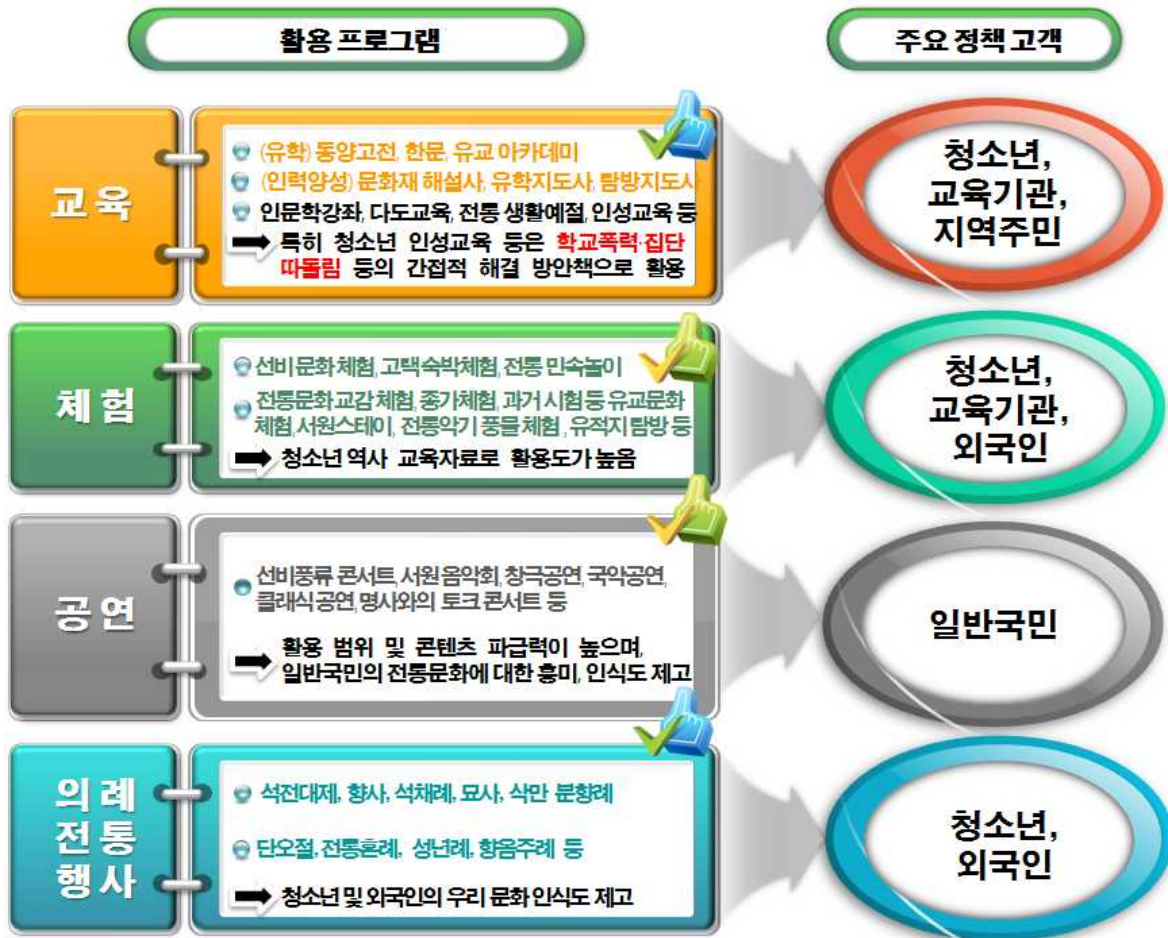 활용 프로그램
주요 정책 고객
교육
(유학) 동양고전, 한문, 유교 아카데미
(인력양성) 문화재 해설사, 유학지도사, 탐방지도사
인문학강좌, 다도교육, 전통 생활예절, 인성교육 등
특히 청소년 인성교육 등은 학교폭력·집단
따돌림 등의 간접적 해결 방안책으로 활용
청소년,
교육기관,
지역주민
체험
선비 문화 체험, 고택 숙박체험, 전통 민속놀이
전통문화 교감 체험, 종가체험, 과거 시험 등 유교문화
체험, 서원스테이, 전통악기 풍물 체험, 유적지 탐방 등
청소년 역사 교육자료로 활용도가 높음
청소년,
교육기관,
외국인
공연
선비풍류 콘서트, 서원 음악회, 창극공연, 국악공연,
클래식 공연, 명사와의 토크 콘서트 등
활용 범위 및 콘텐츠 파급력이 높으며,
일반국민의 전통문화에 대한 흥미, 인식도 제고
일반국민
의례
전통
행사
석전대제, 향사, 석채례, 묘사, 삭만 분향례
단오절, 전통혼례, 성년례, 향음주례 등
청소년 및 외국인의 우리 문화 인식도 제고
청소년,
외국인